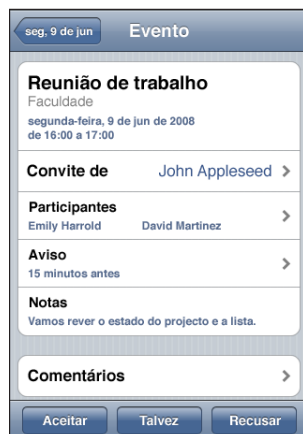 seg, 9 de jun
Evento
Reunião de trabalho
Faculdade
segunda-feira, 9 de jun de 2008
de 16:00 a 17:00
Convite de John Appleseed
Participantes
Emily Harrold David Martinez
Aviso
15 minutos antes
Notas
Vamos rever o estado do projecto e a lista.
Comentários
Aceitar Talvez Recusar